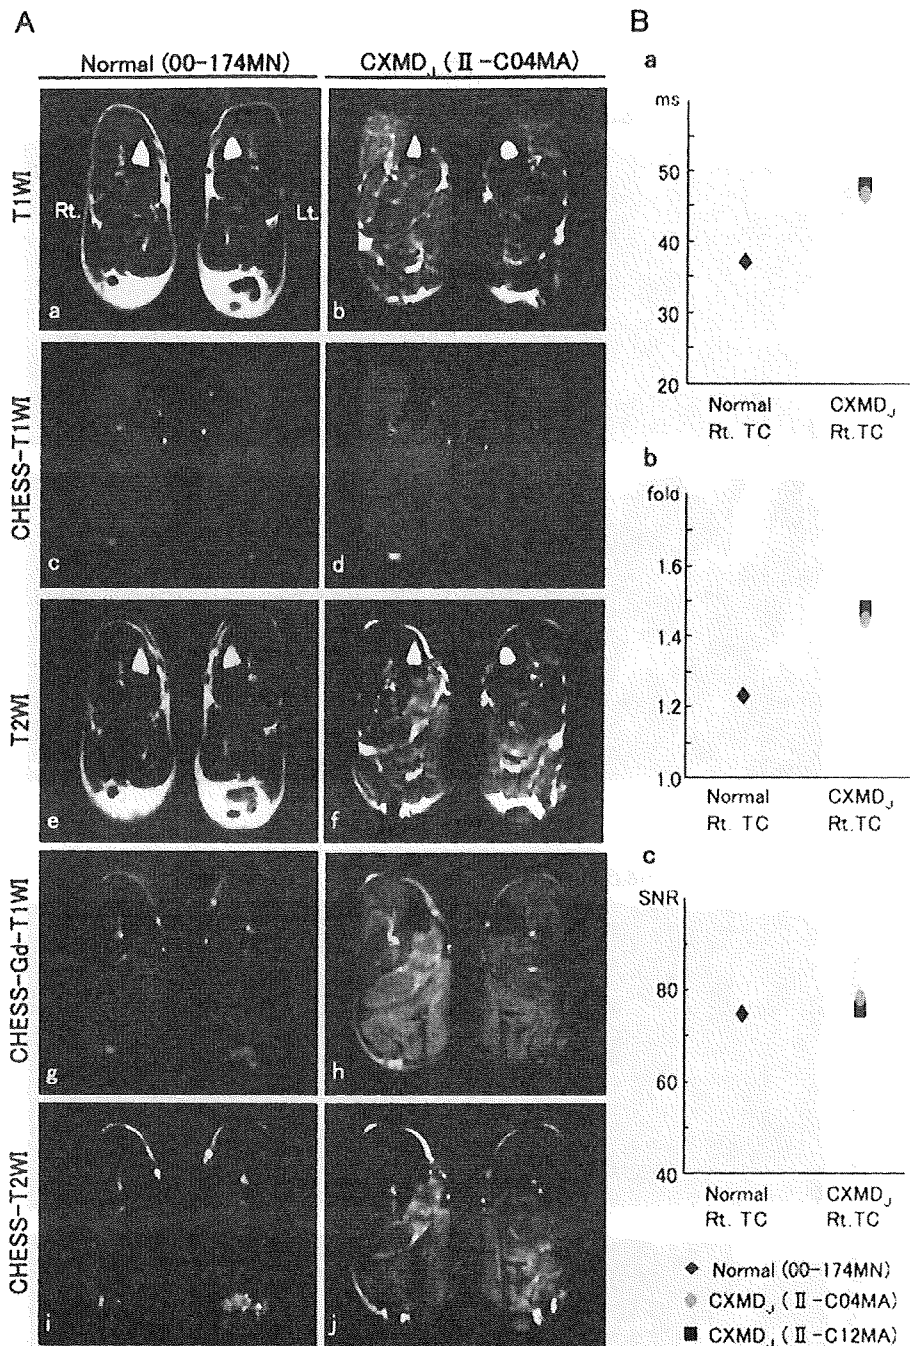 A
Normal (00-174MN)
CXMDJ (Ⅱ-C04MA)
T1WI
Rt.
Lt.
a
b
CHESS-T1WI
c
d
T2WI
e
f
CHESS-Gd-T1WI
g
h
CHESS-T2WI
i
j
B
a
ms
50
40
30
20
Normal
Rt. TC
CXMDJ
Rt.TC
b
fold
1.6
1.4
1.2
1.0
Normal
Rt. TC
CXMDJ
Rt.TC
c
SNR
80
60
40
Normal
Rt. TC
CXMDJ
Rt.TC
Normal (00-174MN)
CXMDJ (Ⅱ-C04MA)
CXMDJ (Ⅱ-C12MA)